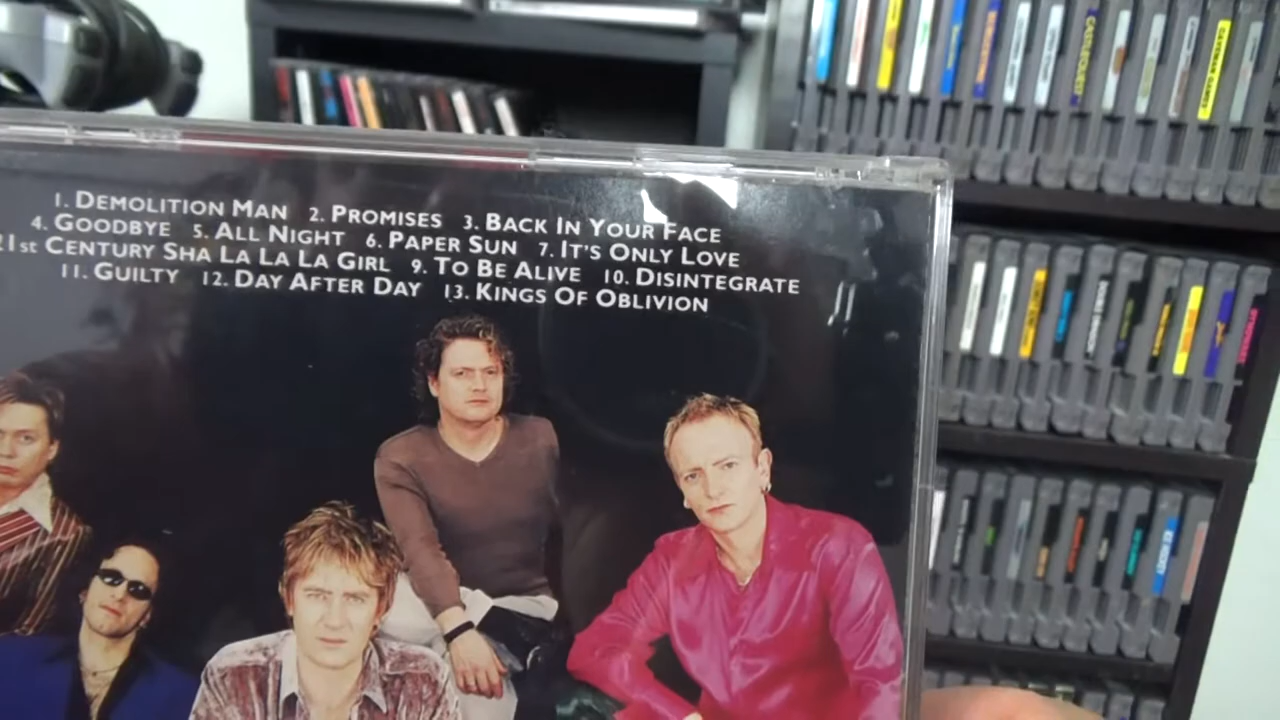 1. DEMOLITION MAN 2. PROMISES 3. BACK IN YOUR FACE
4. GOODBYE 5. ALL NIGHT 6. PAPER SUN 7. IT'S ONLY LOVE
21st CENTURY SHA LA LA LA GIRL 9. TO BE ALIVE 10. DISINTEGRATE
11. GUILTY 12. DAY AFTER DAY 13. KINGS OF OBLIVION